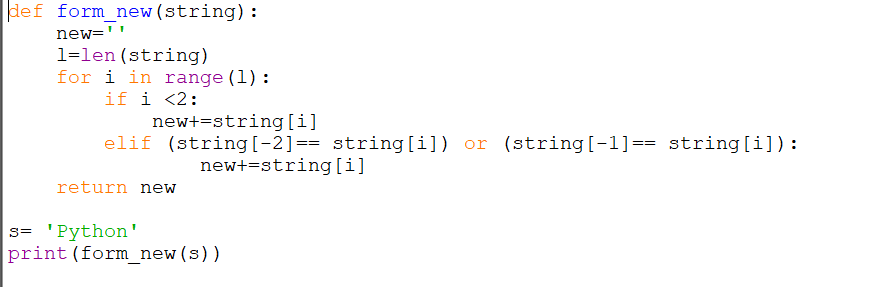 def form_new(string):
    new=''
    l=len(string)
    for i in range(l):
        if i <2:
            new+=string[i]
        elif (string[-2]== string[i]) or (string[-1]== string[i]):
                new+=string[i]
    return new

s= 'Python'
print(form_new(s))